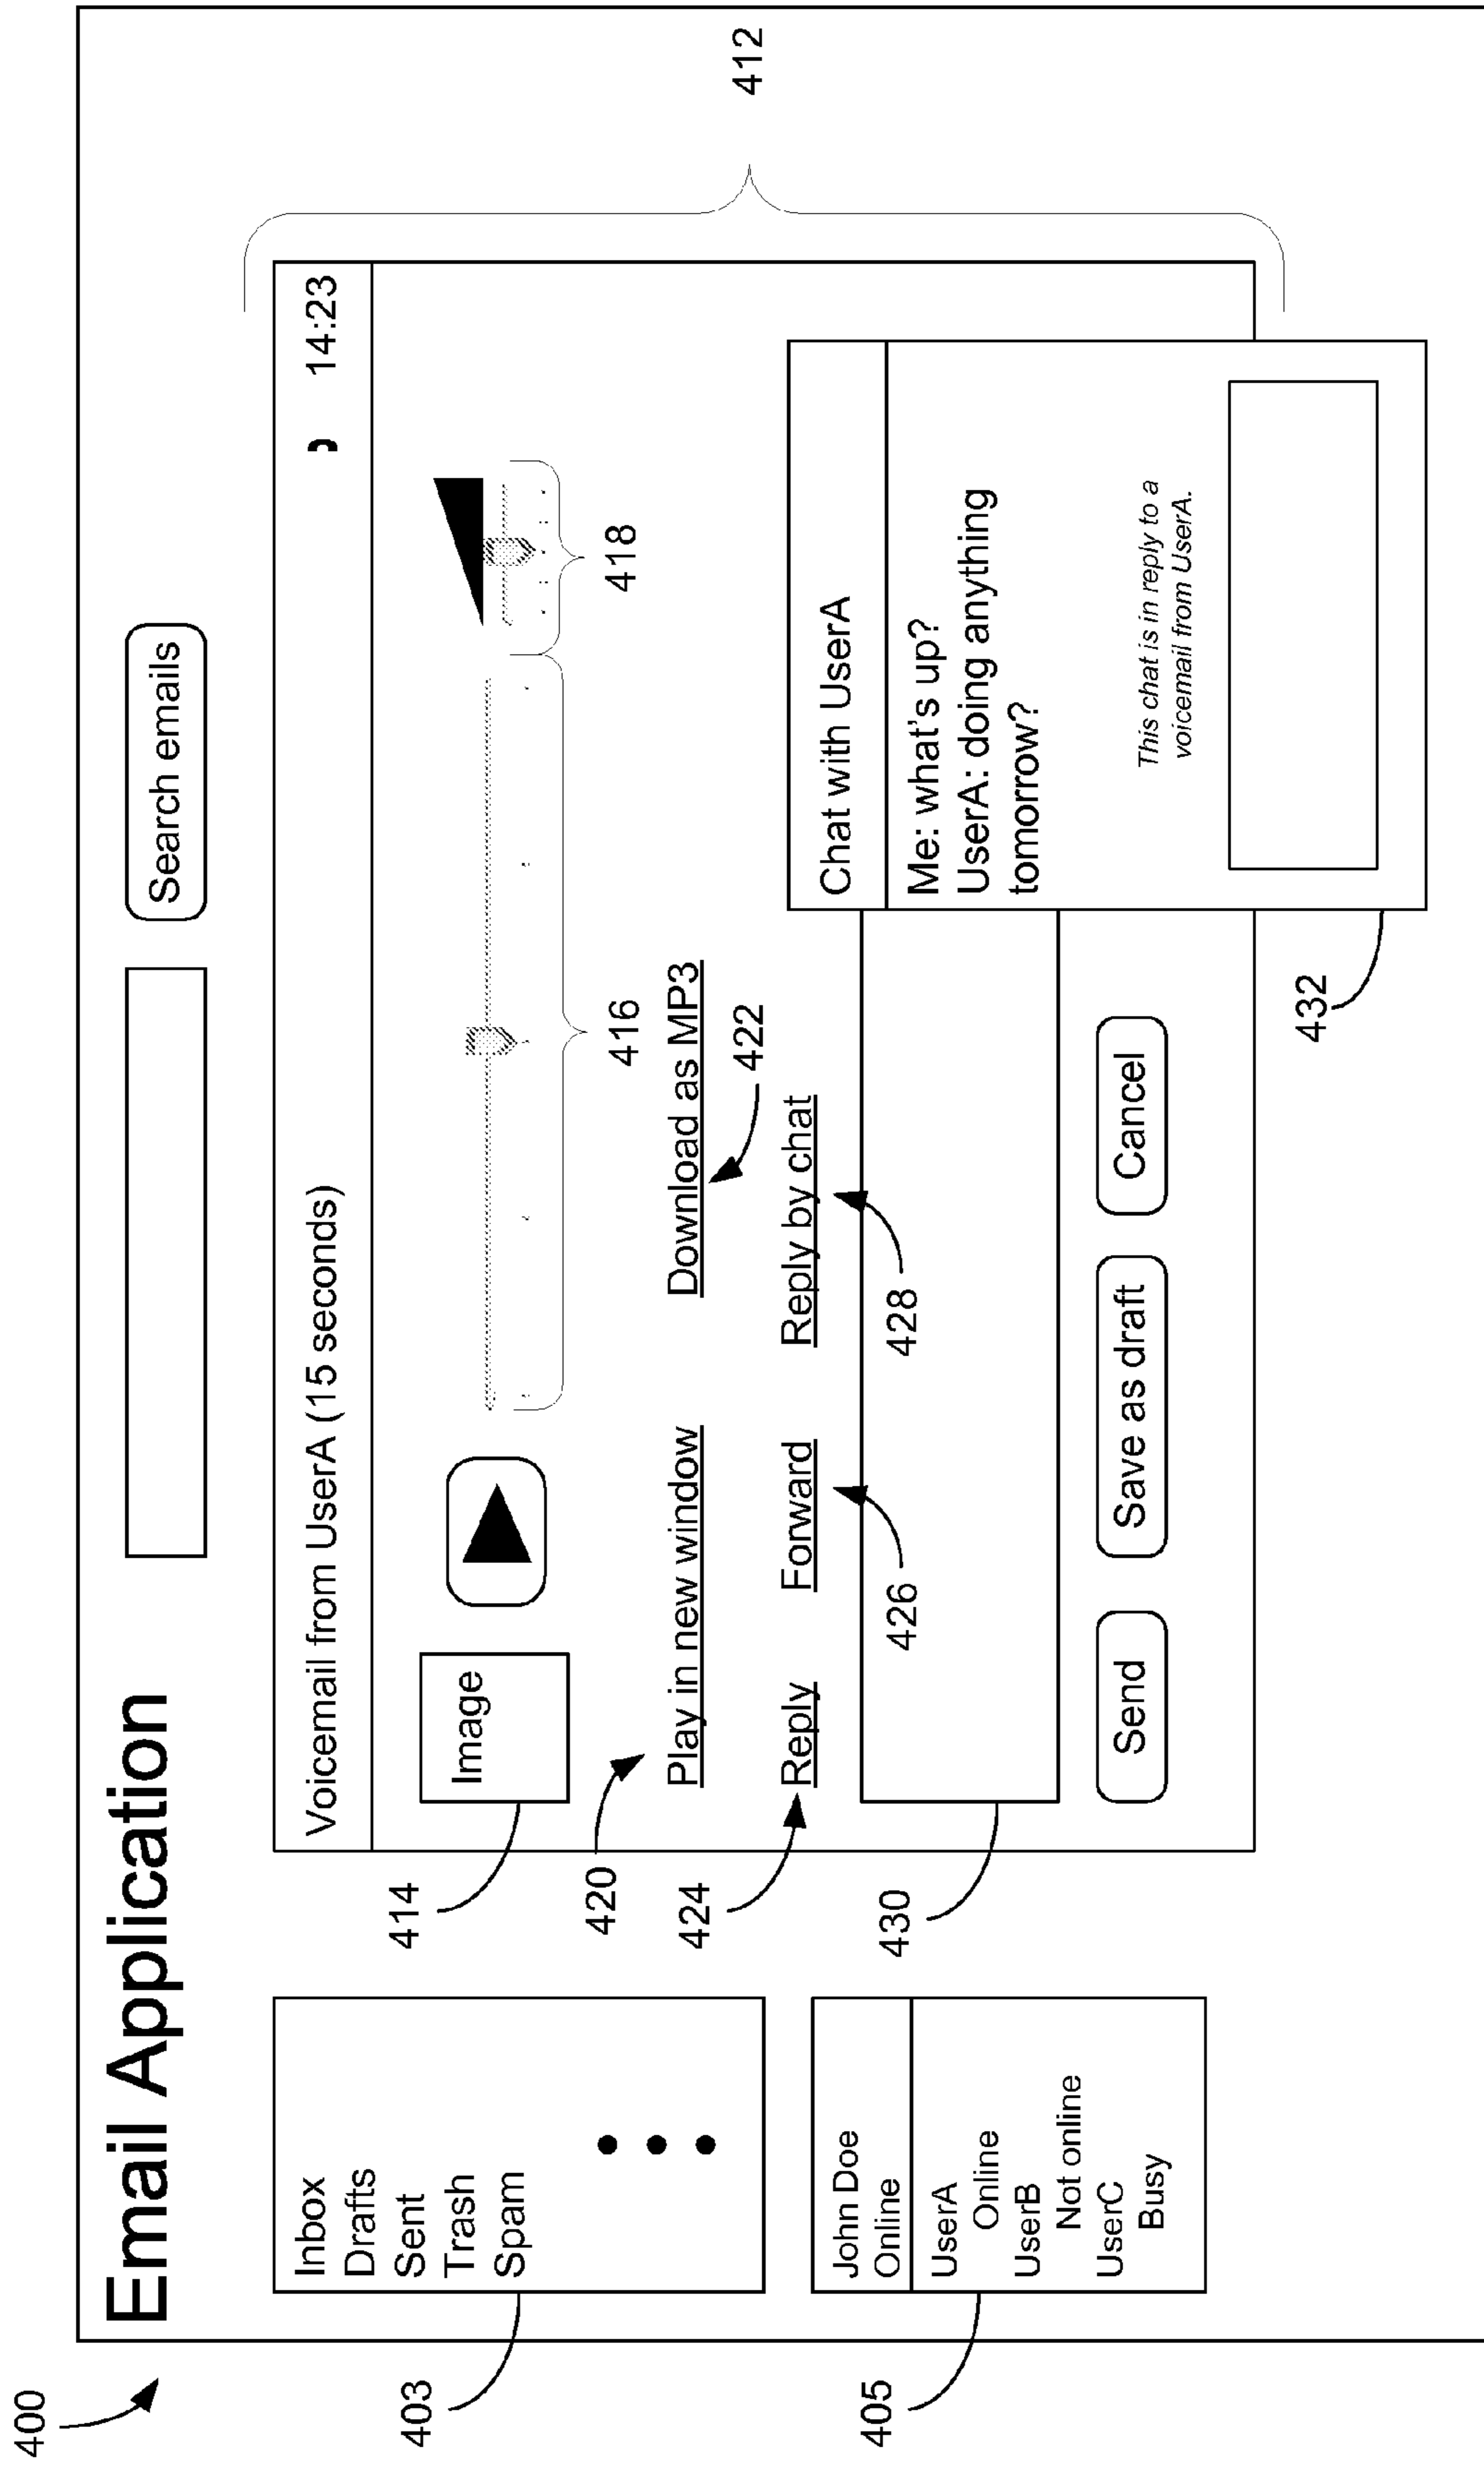 400
Email Application
Search emails
403
Inbox
Drafts
Sent
Trash
Spam
405
John Doe
Online
UserA
Online
UserB
Not online
UserC
Busy
412
Voicemail from UserA (15 seconds)
14:23
414
Image
416
418
420
Play in new window
Download as MP3
422
424
Reply
Forward
Reply by chat
426
428
430
Send
Save as draft
Cancel
432
Chat with UserA
Me: what's up?
UserA: doing anything
tomorrow?
This chat is in reply to a
voicemail from UserA.